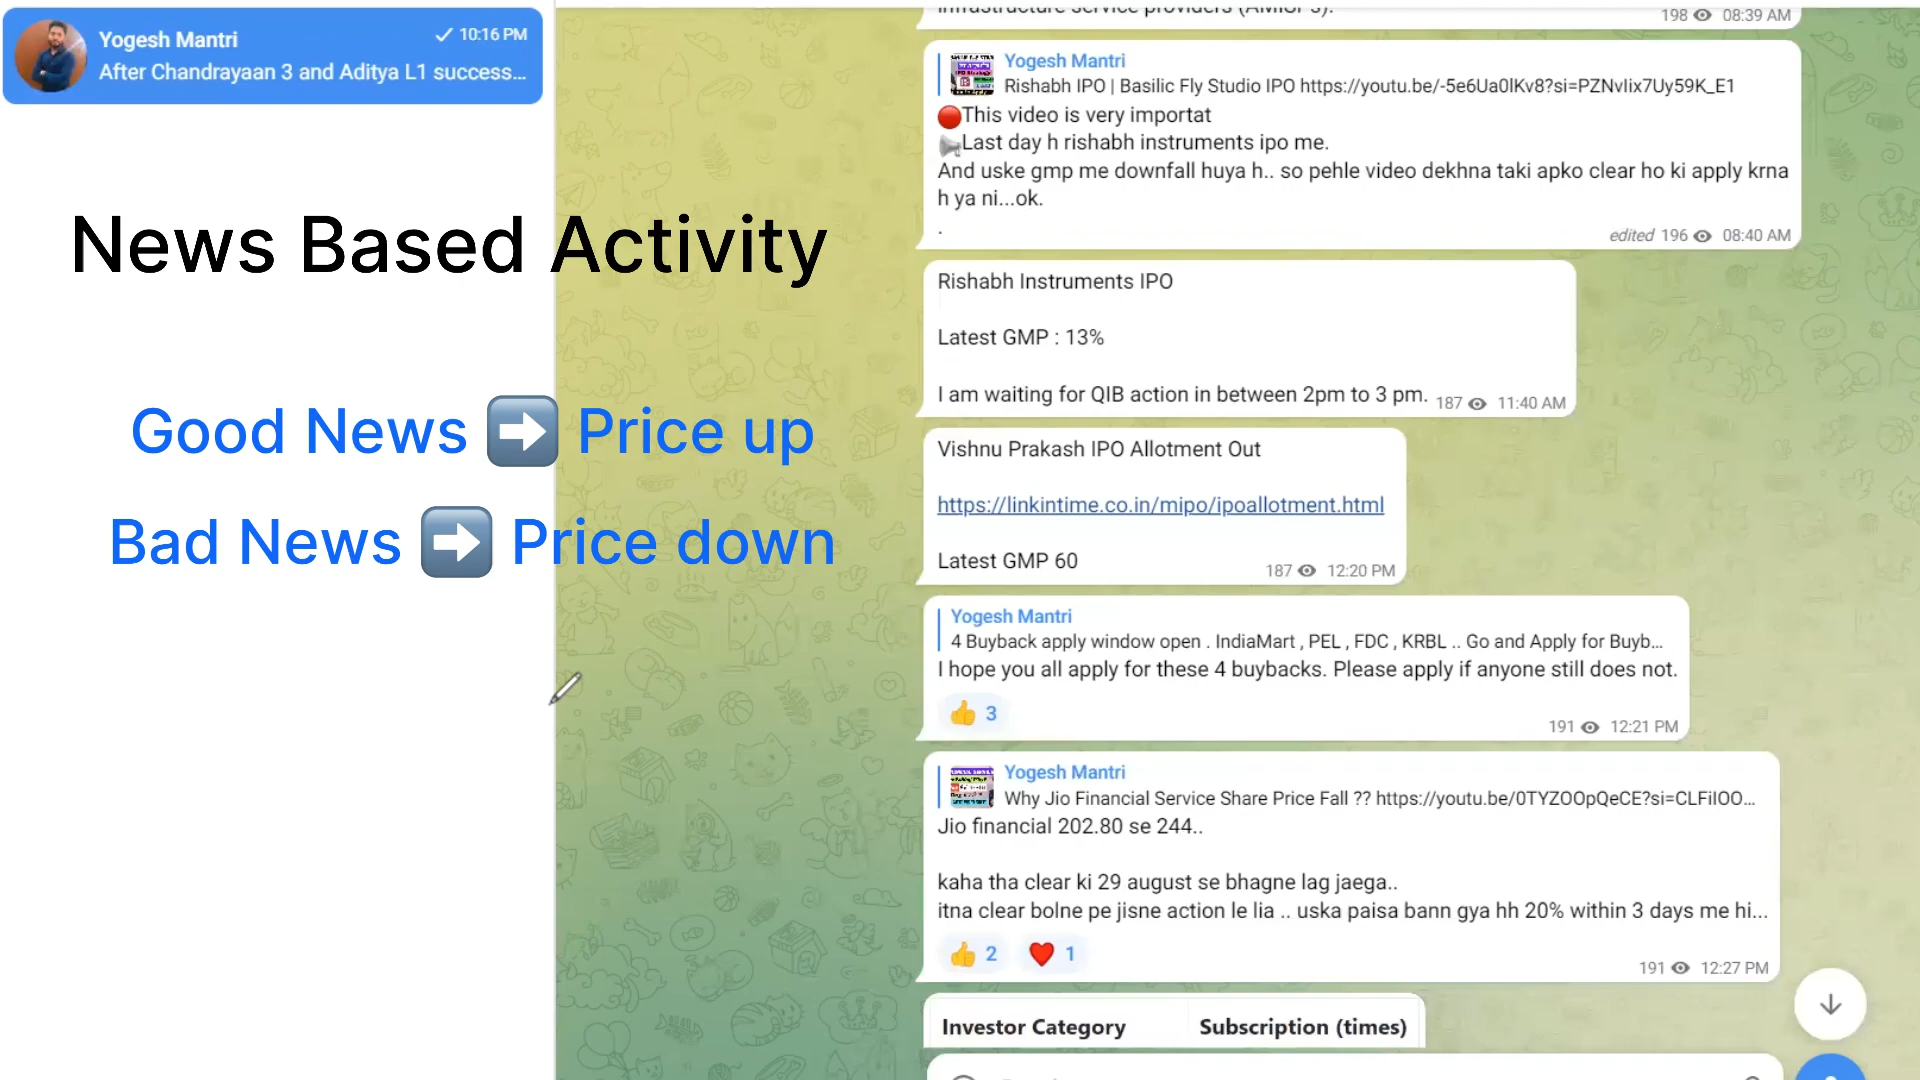 Yogesh Mantri
10:16 PM
After Chandrayaan 3 and Aditya L1 success...
News Based Activity
Good News ➡️ Price up
Bad News ➡️ Price down
infrastructure service providers (AMISPs).
198 08:39 AM
Yogesh Mantri
Rishabh IPO | Basilic Fly Studio IPO https://youtu.be/-5e6Ua0lKv8?si=PZNvIix7Uy59K_E1
🔴This video is very importat
📢Last day h rishabh instruments ipo me.
And uske gmp me downfall huya h.. so pehle video dekhna taki apko clear ho ki apply krna
h ya ni...ok.
.
edited 196 08:40 AM
Rishabh Instruments IPO
Latest GMP : 13%
I am waiting for QIB action in between 2pm to 3 pm.
187 11:40 AM
Vishnu Prakash IPO Allotment Out
https://linkintime.co.in/mipo/ipoallotment.html
Latest GMP 60
187 12:20 PM
Yogesh Mantri
4 Buyback apply window open . IndiaMart , PEL , FDC , KRBL .. Go and Apply for Buyb...
I hope you all apply for these 4 buybacks. Please apply if anyone still does not.
👍 3
191 12:21 PM
Yogesh Mantri
Why Jio Financial Service Share Price Fall ?? https://youtu.be/0TYZOOpQeCE?si=CLFiIOO...
Jio financial 202.80 se 244..
kaha tha clear ki 29 august se bhagne lag jaega..
itna clear bolne pe jisne action le lia .. uska paisa bann gya hh 20% within 3 days me hi...
👍 2 ❤️ 1
191 12:27 PM
Investor Category Subscription (times)